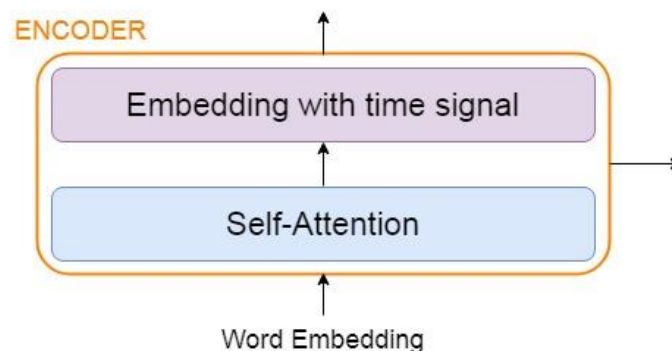 ENCODER
Embedding with time signal
Self-Attention
Word Embedding